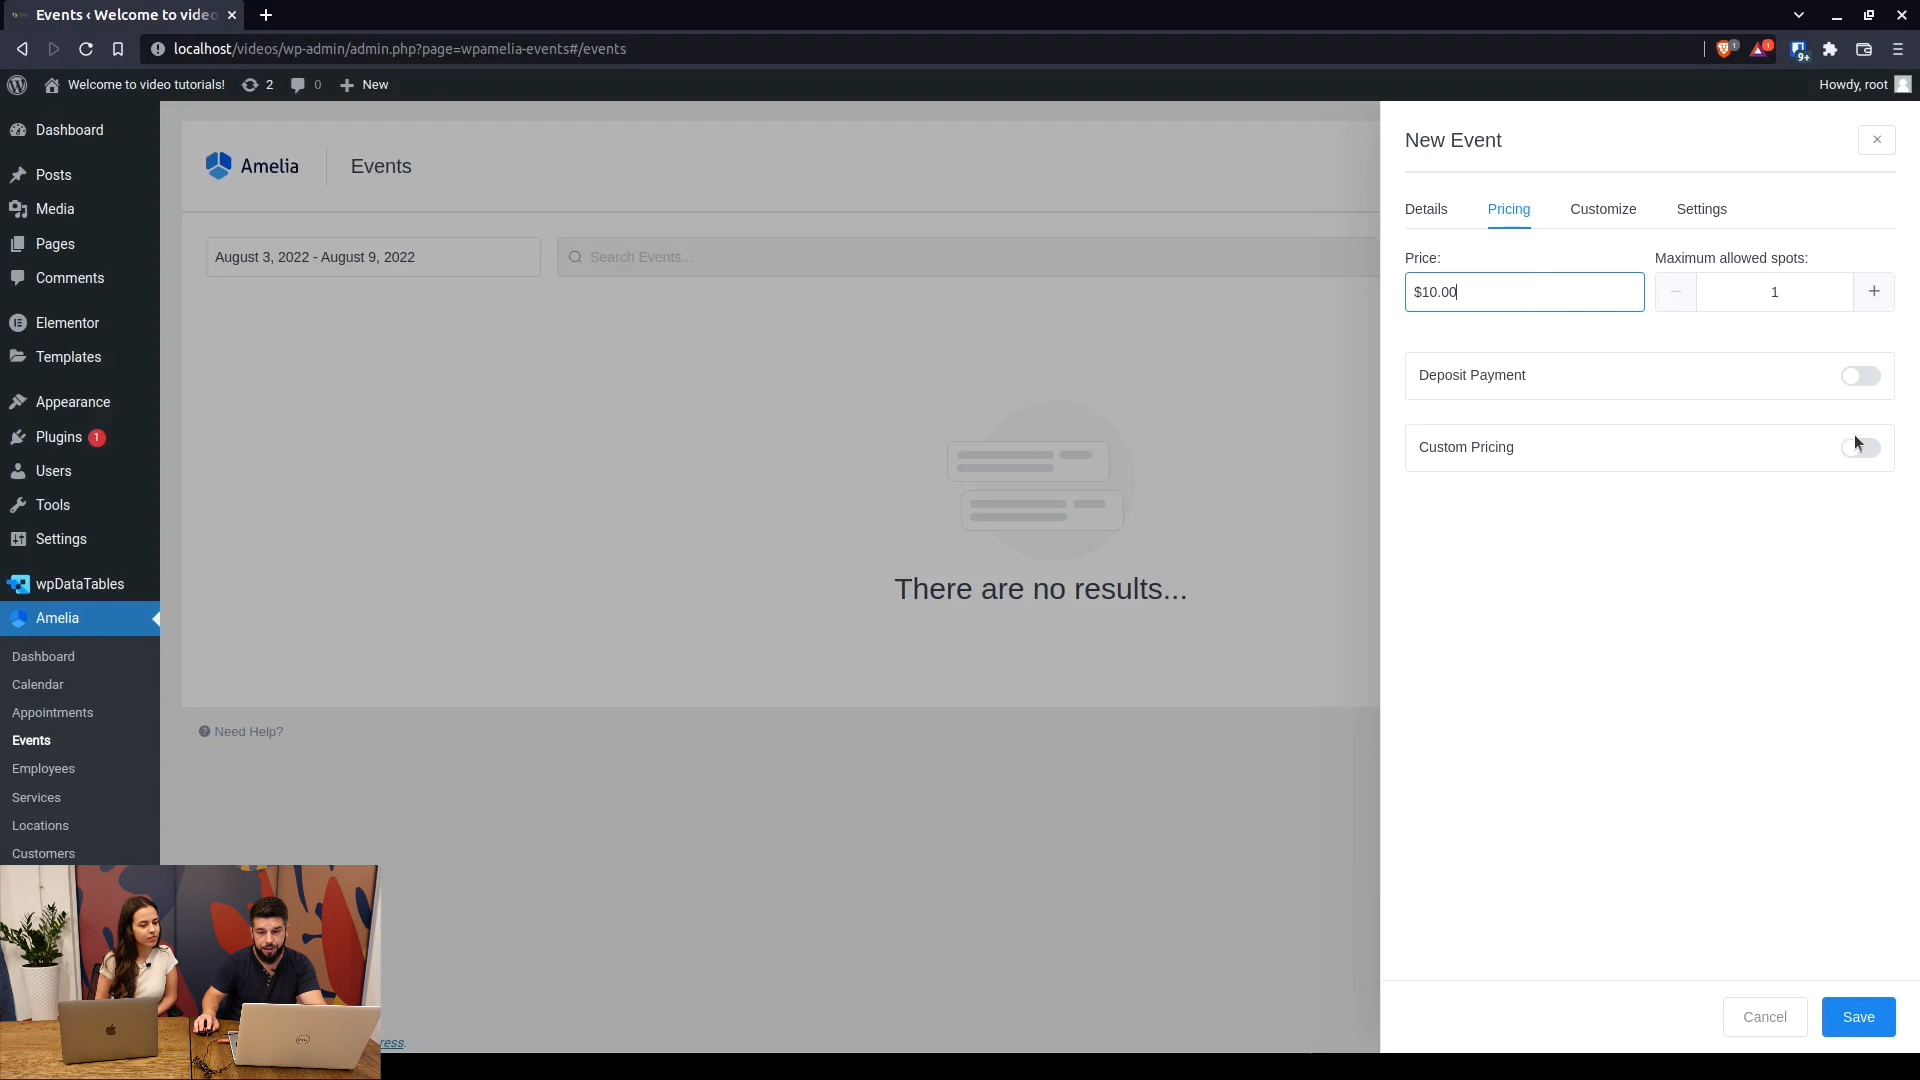 Events ‹ Welcome to video
localhost/videos/wp-admin/admin.php?page=wpamelia-events#/events
1
1
9+
Welcome to video tutorials!
2
0
New
Howdy, root
Dashboard
Posts
Media
Pages
Comments
Elementor
Templates
Appearance
Plugins 1
Users
Tools
Settings
wpDataTables
Amelia
Dashboard
Calendar
Appointments
Events
Employees
Services
Locations
Customers
Amelia
Events
August 3, 2022 - August 9, 2022
Search Events...
There are no results...
Need Help?
ress.
New Event
Details
Pricing
Customize
Settings
Price:
Maximum allowed spots:
$10.00
1
Deposit Payment
Custom Pricing
Cancel
Save